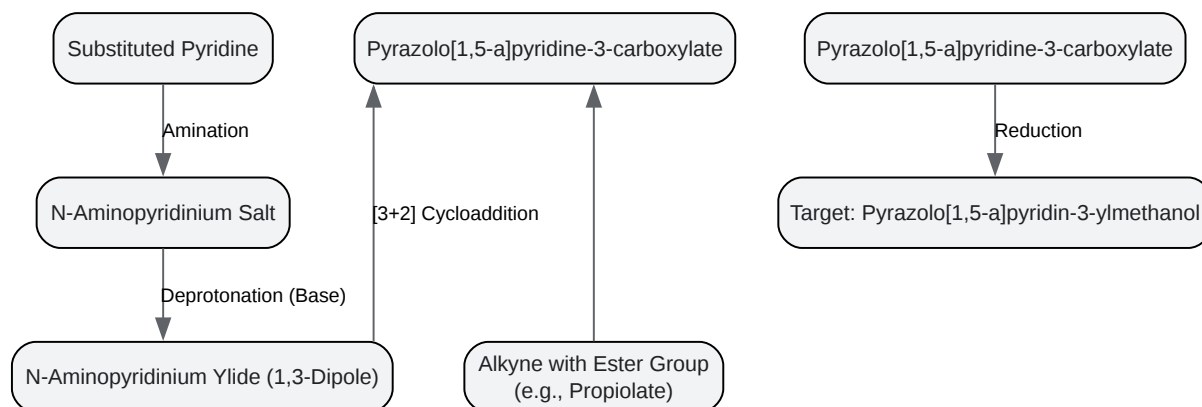 Substituted Pyridine
Pyrazolo[1,5-a]pyridine-3-carboxylate
Pyrazolo[1,5-a]pyridine-3-carboxylate
Amination
Reduction
N-Aminopyridinium Salt
[3+2] Cycloaddition
Target: Pyrazolo[1,5-a]pyridin-3-ylmethanol
Deprotonation (Base)
N-Aminopyridinium Ylide (1,3-Dipole)
Alkyne with Ester Group
(e.g., Propiolate)